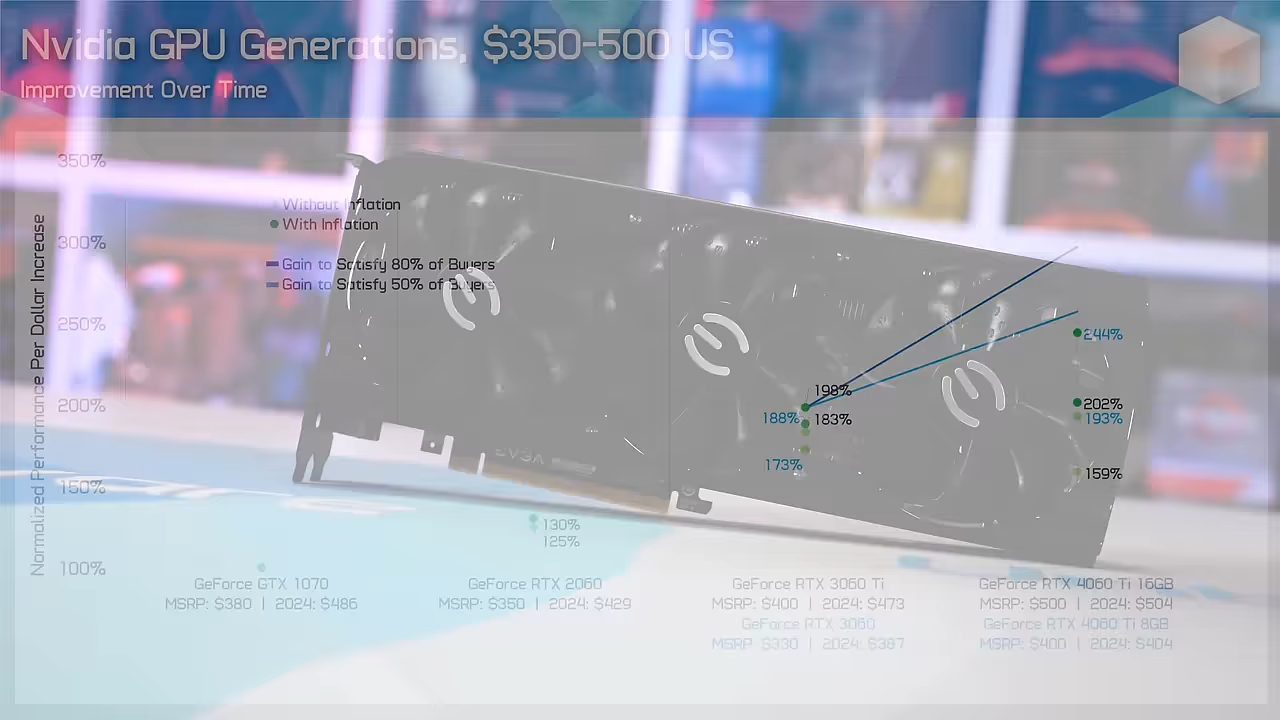 Nvidia GPU Generations, $350-500 US
Improvement Over Time
Normalized Performance Per Dollar Increase
350%
300%
250%
200%
150%
100%
Without Inflation
With Inflation
Gain to Satisfy 80% of Buyers
Gain to Satisfy 50% of Buyers
130%
125%
198%
188%
183%
173%
244%
202%
193%
159%
GeForce GTX 1070
MSRP: $380 | 2024: $486
GeForce RTX 2060
MSRP: $350 | 2024: $429
GeForce RTX 3060 Ti
MSRP: $400 | 2024: $473
GeForce RTX 3060
MSRP: $330 | 2024: $387
GeForce RTX 4060 Ti 16GB
MSRP: $500 | 2024: $504
GeForce RTX 4060 Ti 8GB
MSRP: $400 | 2024: $404
EVGA